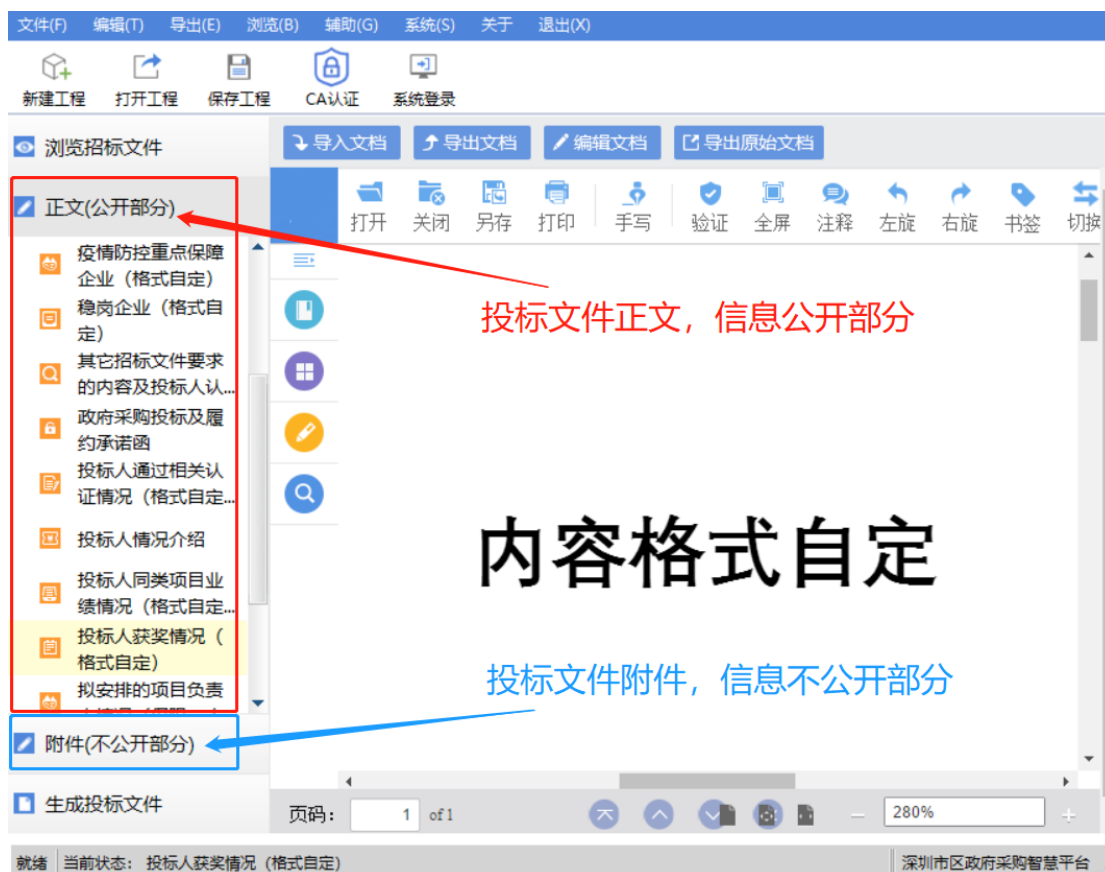 文件(F) 编辑(T) 导出(E) 浏览(B) 辅助(G) 系统(S) 关于 退出(X)
新建工程 打开工程 保存工程 CA认证 系统登录
浏览招标文件
导入文档 导出文档 编辑文档 导出原始文档
正文(公开部分)
打开 关闭 另存 打印 手写 验证 全屏 注释 左旋 右旋 书签 切换
疫情防控重点保障
企业（格式自定）
稳岗企业（格式自
定）
其它招标文件要求
的内容及投标人认...
政府采购投标及履
约承诺函
投标人通过相关认
证情况（格式自定...
投标人情况介绍
投标人同类项目业
绩情况（格式自定...
投标人获奖情况（
格式自定）
拟安排的项目负责
投标文件正文，信息公开部分
内容格式自定
投标文件附件，信息不公开部分
附件(不公开部分)
生成投标文件
页码： 1 of 1 280%
就绪 当前状态： 投标人获奖情况（格式自定） 深圳市区政府采购智慧平台